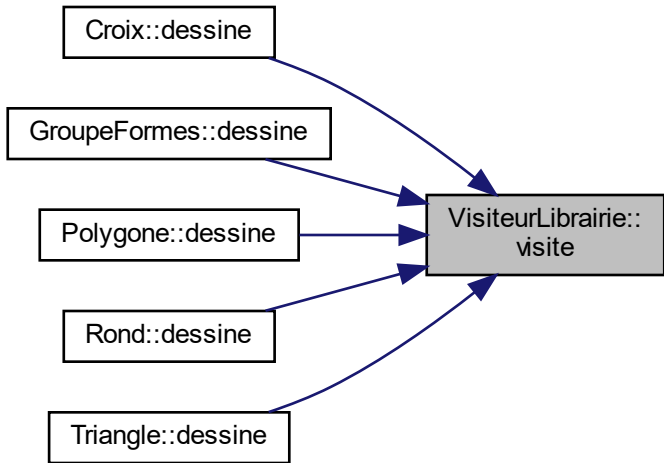 Croix::dessine
GroupeFormes::dessine
Polygone::dessine
Rond::dessine
Triangle::dessine
VisiteurLibrairie::
visite